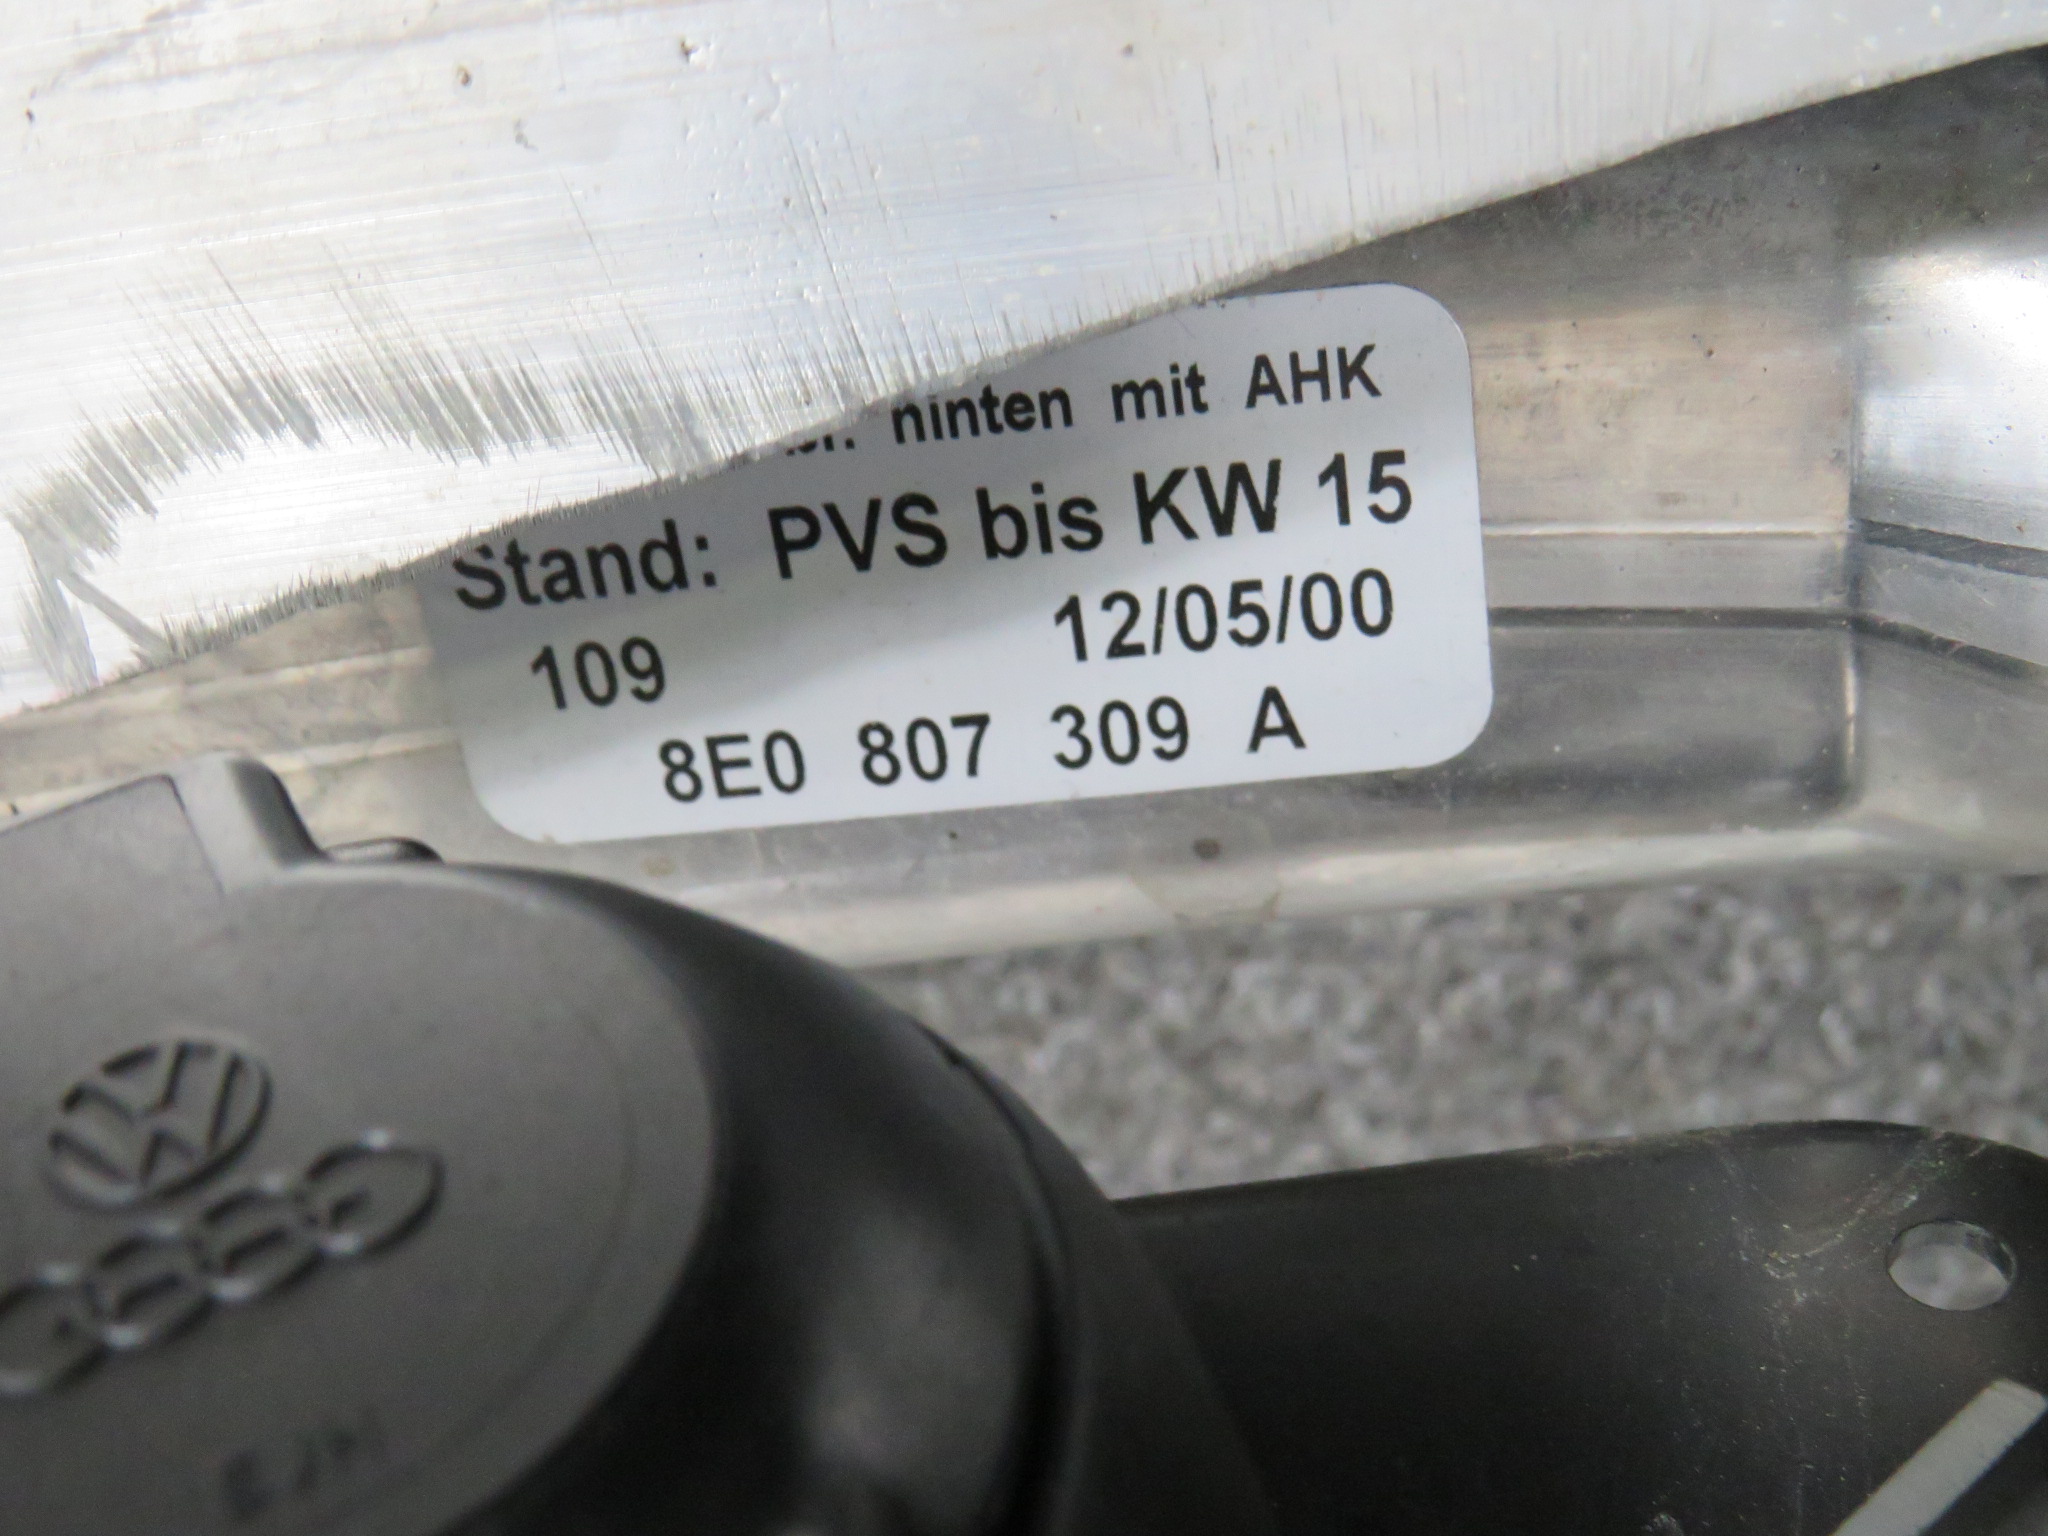 hinten mit AHK
Stand: PVS bis KW 15
109 12/05/00
8E0 807 309 A